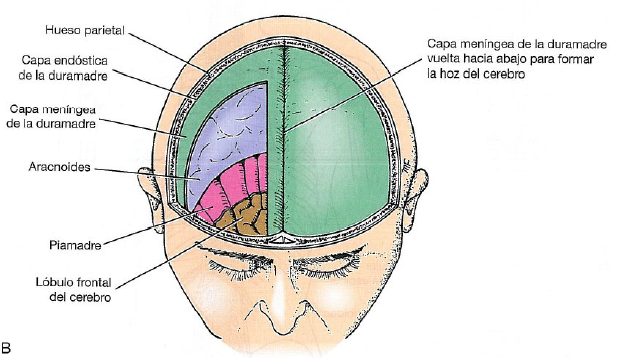 Hueso parietal
Capa endóstica
de la duramadre
Capa meníngea
de la duramadre
Aracnoides
Piamadre
Lóbulo frontal
del cerebro
Capa meníngea de la duramadre
vuelta hacia abajo para formar
la hoz del cerebro
B